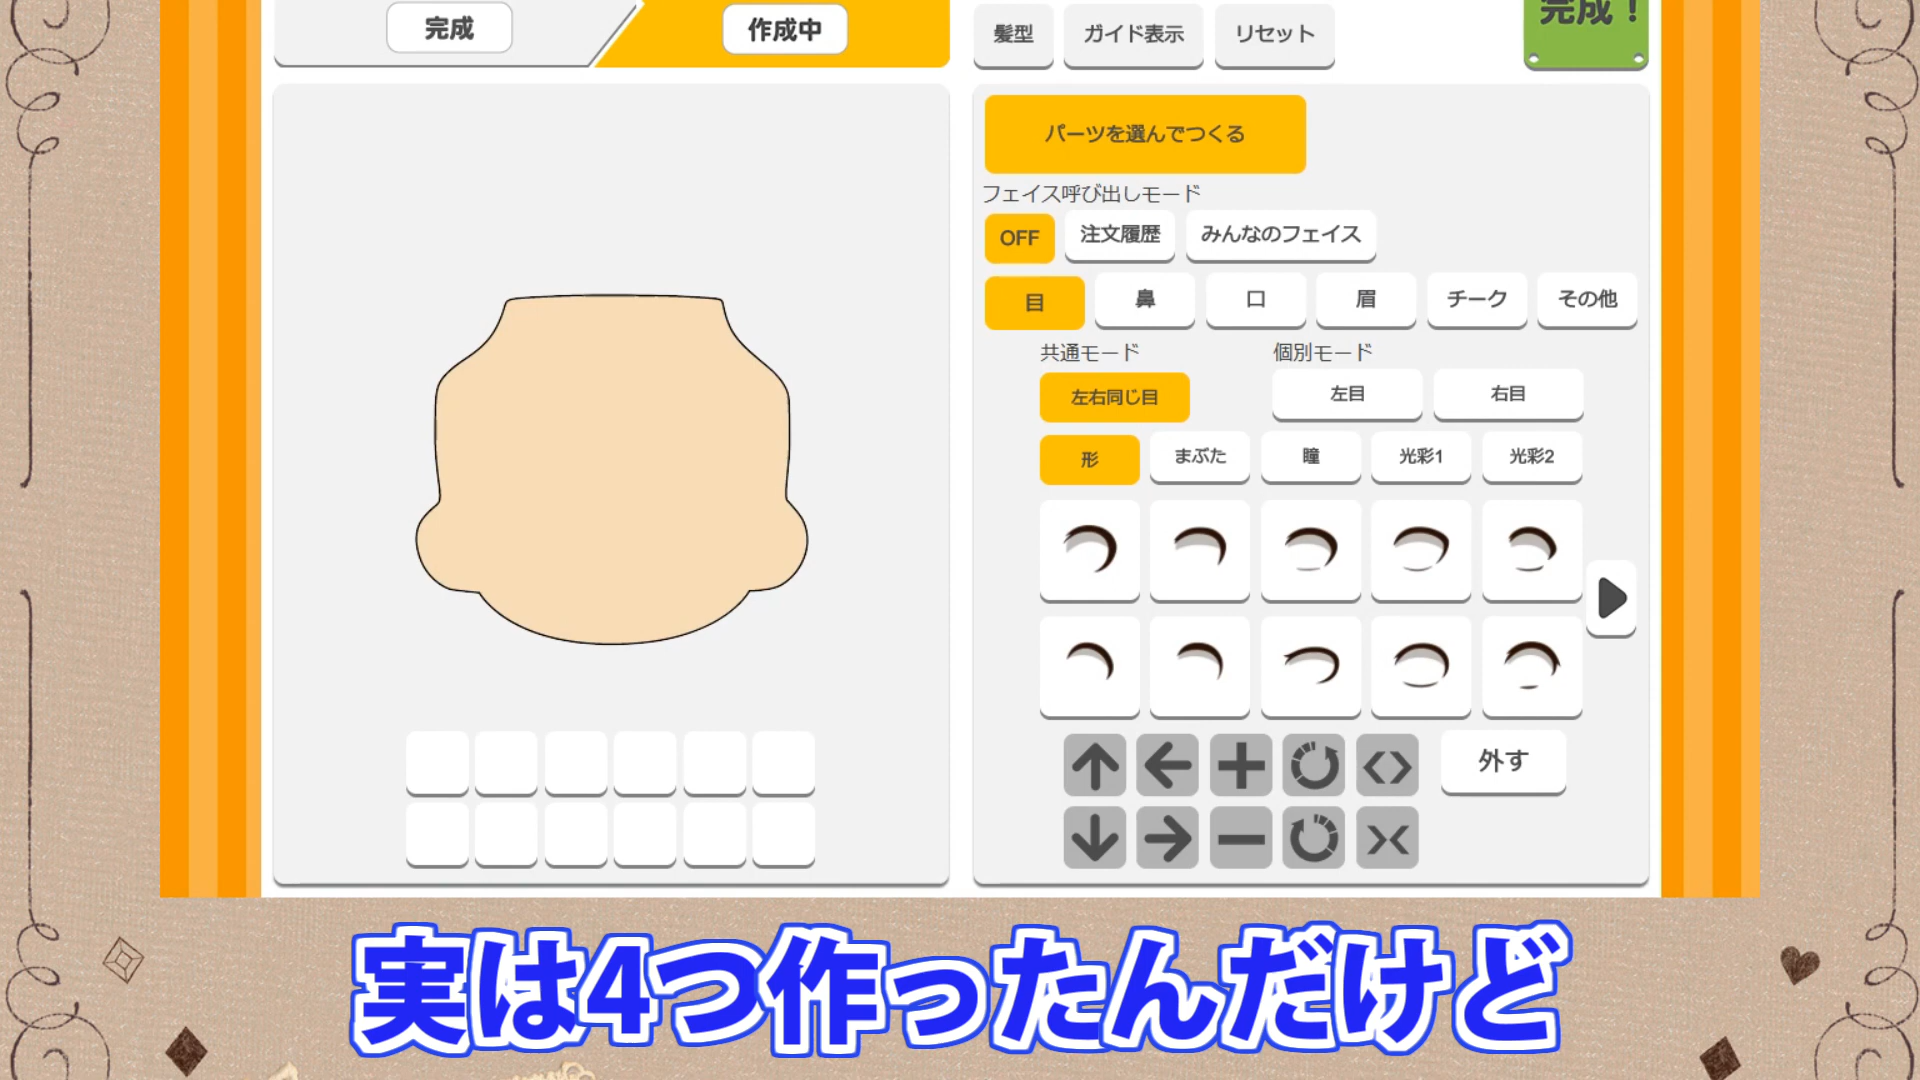 完成
作成中
髪型
ガイド表示
リセット
完成！
パーツを選んでつくる
フェイス呼び出しモード
OFF
注文履歴
みんなのフェイス
目
鼻
口
眉
チーク
その他
共通モード
個別モード
左右同じ目
左目
右目
形
まぶた
瞳
光彩1
光彩2
外す
実は4つ作ったんだけど